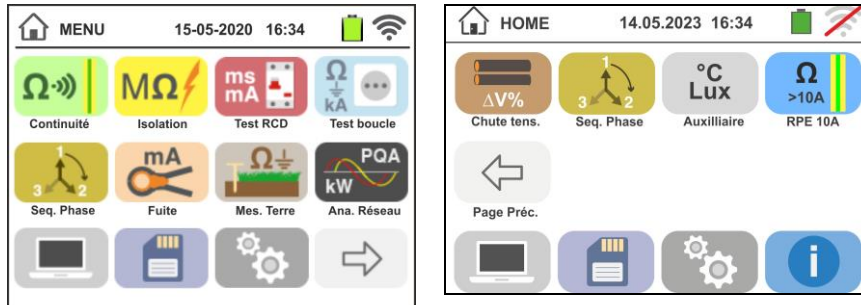 MENU 15-05-2020 16:34
Ω
MΩ
ms
mA
Ω
kA
Continuité Isolation Test RCD Test boucle
1
3 2
mA
Ω
PQA
kW
Seq. Phase Fuite Mes. Terre Ana. Réseau
HOME 14.05.2023 16:34
ΔV%
1
3 2
°C
Lux
Ω
>10A
Chute tens. Seq. Phase Auxilliaire RPE 10A
Page Préc.
i